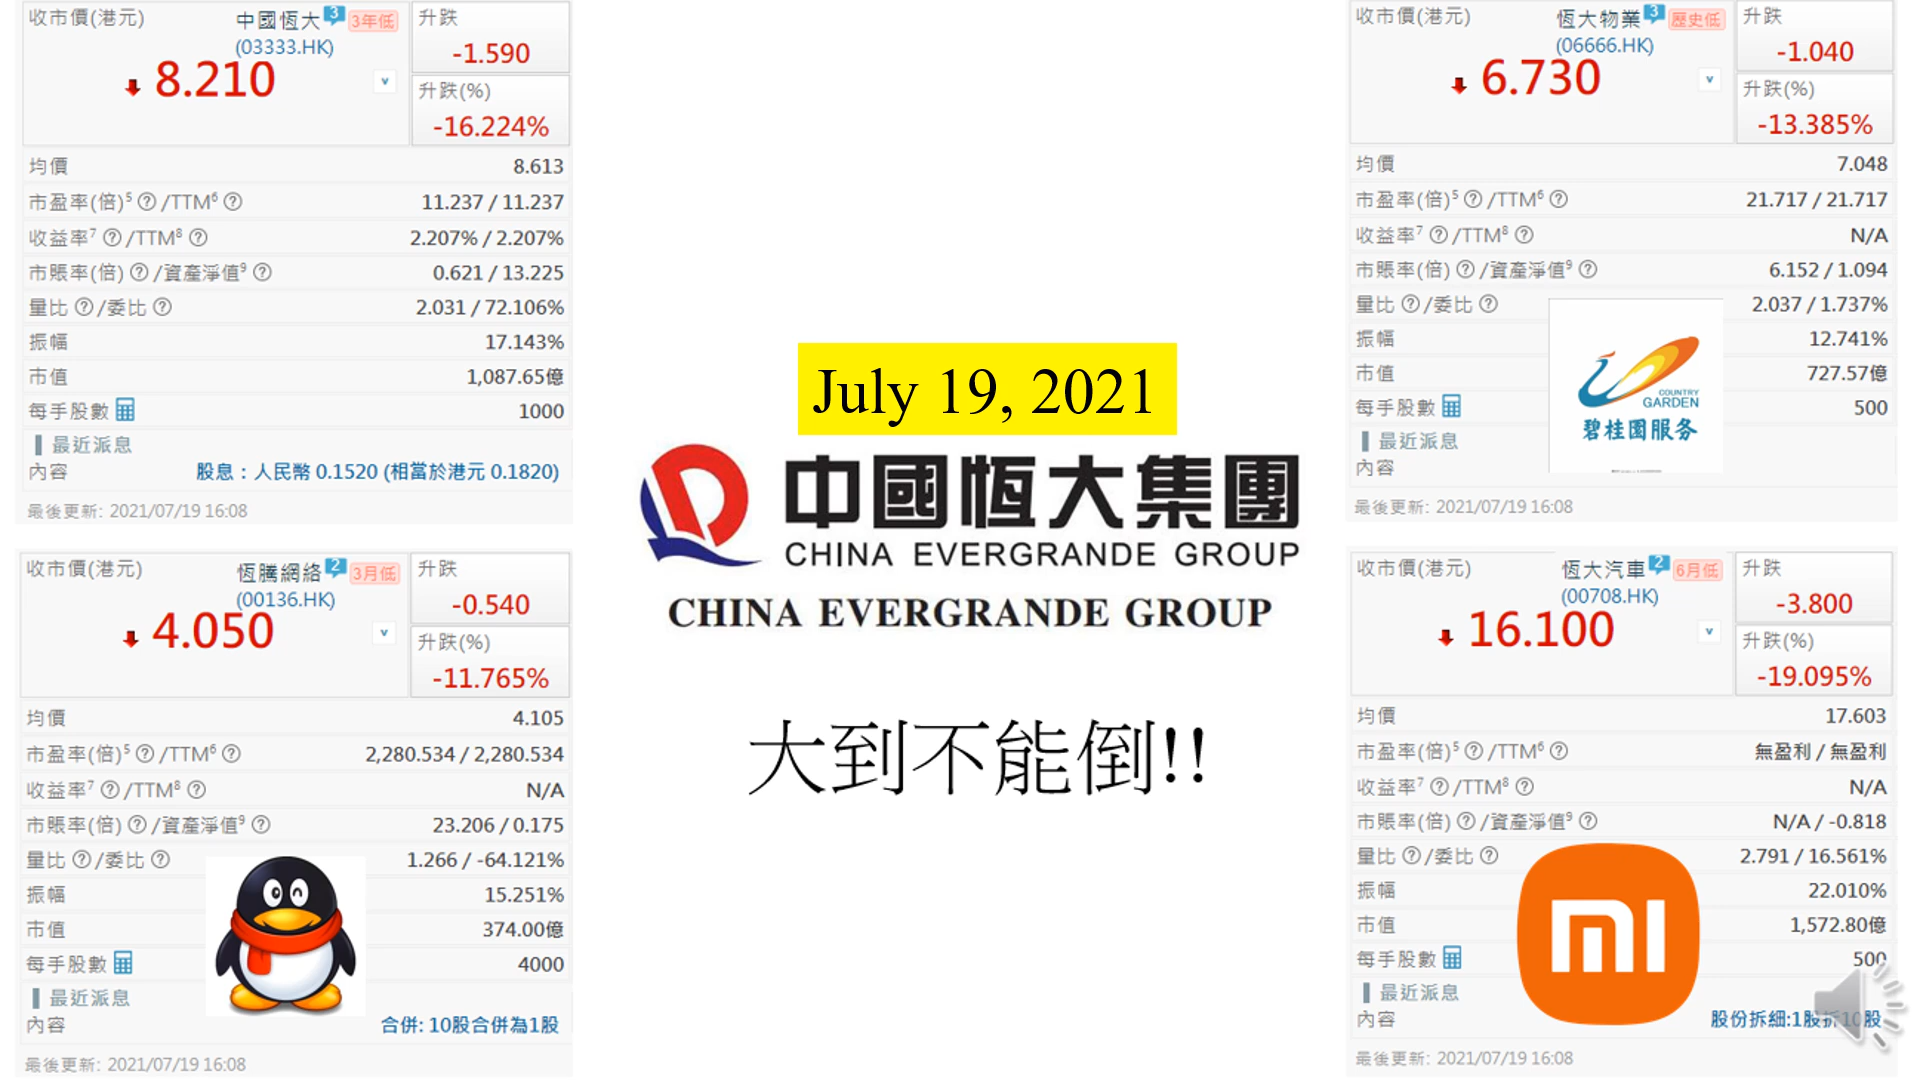 收市價(港元)
中國恆大 3 3年低
(03333.HK)
8.210
升跌
-1.590
升跌(%)
-16.224%
均價 8.613
市盈率(倍)5 ? /TTM6 ? 11.237 / 11.237
收益率7 ? /TTM8 ? 2.207% / 2.207%
市賬率(倍) ? /資產淨值9 ? 0.621 / 13.225
量比 ? /委比 ? 2.031 / 72.106%
振幅 17.143%
市值 1,087.65億
每手股數 1000
最近派息
內容 股息：人民幣 0.1520 (相當於港元 0.1820)
最後更新: 2021/07/19 16:08
收市價(港元)
恆騰網絡 2 3月低
(00136.HK)
4.050
升跌
-0.540
升跌(%)
-11.765%
均價 4.105
市盈率(倍)5 ? /TTM6 ? 2,280.534 / 2,280.534
收益率7 ? /TTM8 ? N/A
市賬率(倍) ? /資產淨值9 ? 23.206 / 0.175
量比 ? /委比 ? 1.266 / -64.121%
振幅 15.251%
市值 374.00億
每手股數 4000
最近派息
內容 合併: 10股合併為1股
最後更新: 2021/07/19 16:08
July 19, 2021
中國恆大集團
CHINA EVERGRANDE GROUP
CHINA EVERGRANDE GROUP
大到不能倒!!
收市價(港元)
恆大物業 3 歷史低
(06666.HK)
6.730
升跌
-1.040
升跌(%)
-13.385%
均價 7.048
市盈率(倍)5 ? /TTM6 ? 21.717 / 21.717
收益率7 ? /TTM8 ? N/A
市賬率(倍) ? /資產淨值9 ? 6.152 / 1.094
量比 ? /委比 ? 2.037 / 1.737%
振幅 12.741%
市值 727.57億
每手股數 500
最近派息
內容
COUNTRY
GARDEN
碧桂園服务
最後更新: 2021/07/19 16:08
收市價(港元)
恆大汽車 2 6月低
(00708.HK)
16.100
升跌
-3.800
升跌(%)
-19.095%
均價 17.603
市盈率(倍)5 ? /TTM6 ? 無盈利 / 無盈利
收益率7 ? /TTM8 ? N/A
市賬率(倍) ? /資產淨值9 ? N/A / -0.818
量比 ? /委比 ? 2.791 / 16.561%
振幅 22.010%
市值 1,572.80億
每手股數 500
最近派息
內容 股份拆細:1股拆10股
mi
最後更新: 2021/07/19 16:08